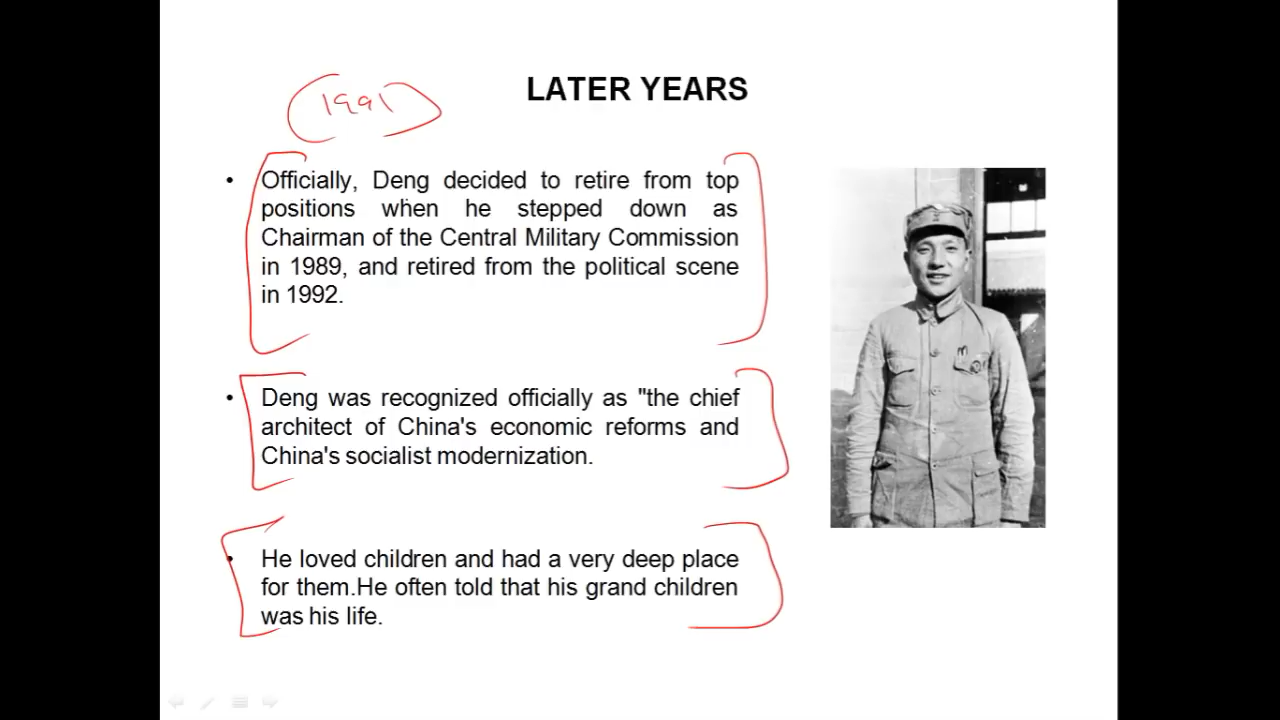 LATER YEARS
1991
• Officially, Deng decided to retire from top
positions when he stepped down as
Chairman of the Central Military Commission
in 1989, and retired from the political scene
in 1992.
• Deng was recognized officially as "the chief
architect of China's economic reforms and
China's socialist modernization.
• He loved children and had a very deep place
for them.He often told that his grand children
was his life.